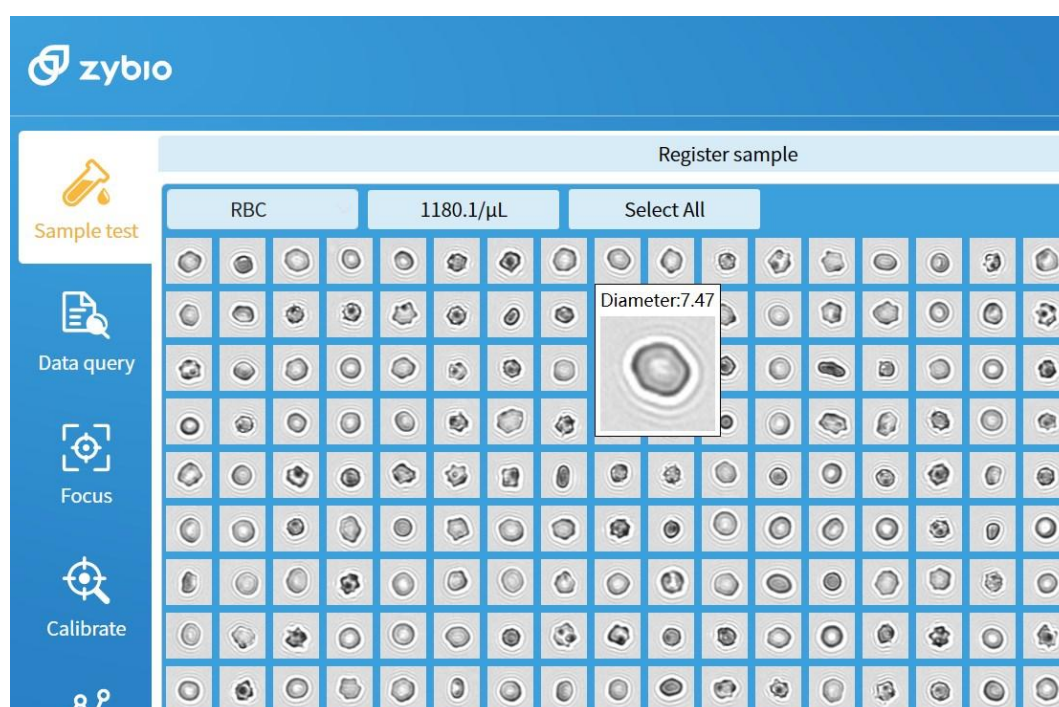 zybio
Register sample
Sample test
RBC
1180.1/µL
Select All
Diameter:7.47
Data query
Focus
Calibrate